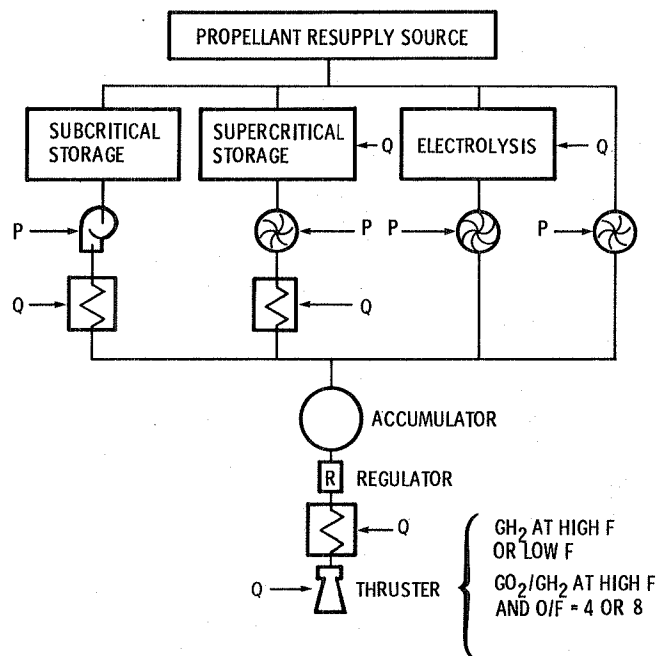 PROPELLANT RESUPPLY SOURCE
SUBCRITICAL
STORAGE
SUPERCRITICAL
STORAGE
Q
ELECTROLYSIS
Q
P
P
P
P
Q
Q
ACCUMULATOR
R
REGULATOR
Q
Q
THRUSTER
GH₂ AT HIGH F
OR LOW F
GO₂/GH₂ AT HIGH F
AND O/F = 4 OR 8